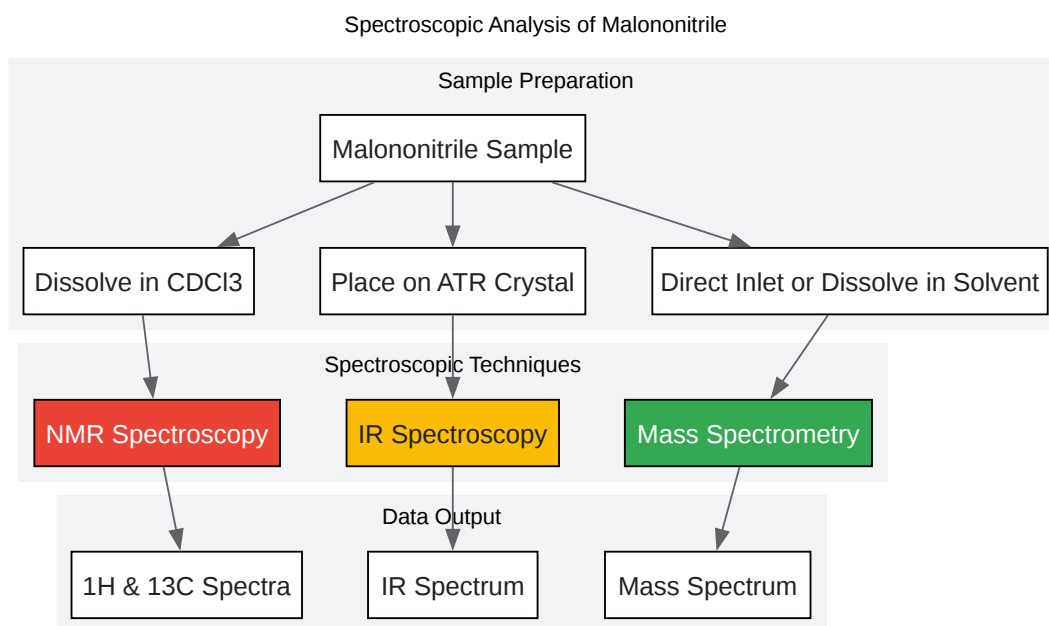 Spectroscopic Analysis of Malononitrile
Sample Preparation
Malononitrile Sample
Dissolve in CDCl3
Place on ATR Crystal
Direct Inlet or Dissolve in Solvent
Spectroscopic Techniques
NMR Spectroscopy
IR Spectroscopy
Mass Spectrometry
Data Output
1H & 13C Spectra
IR Spectrum
Mass Spectrum